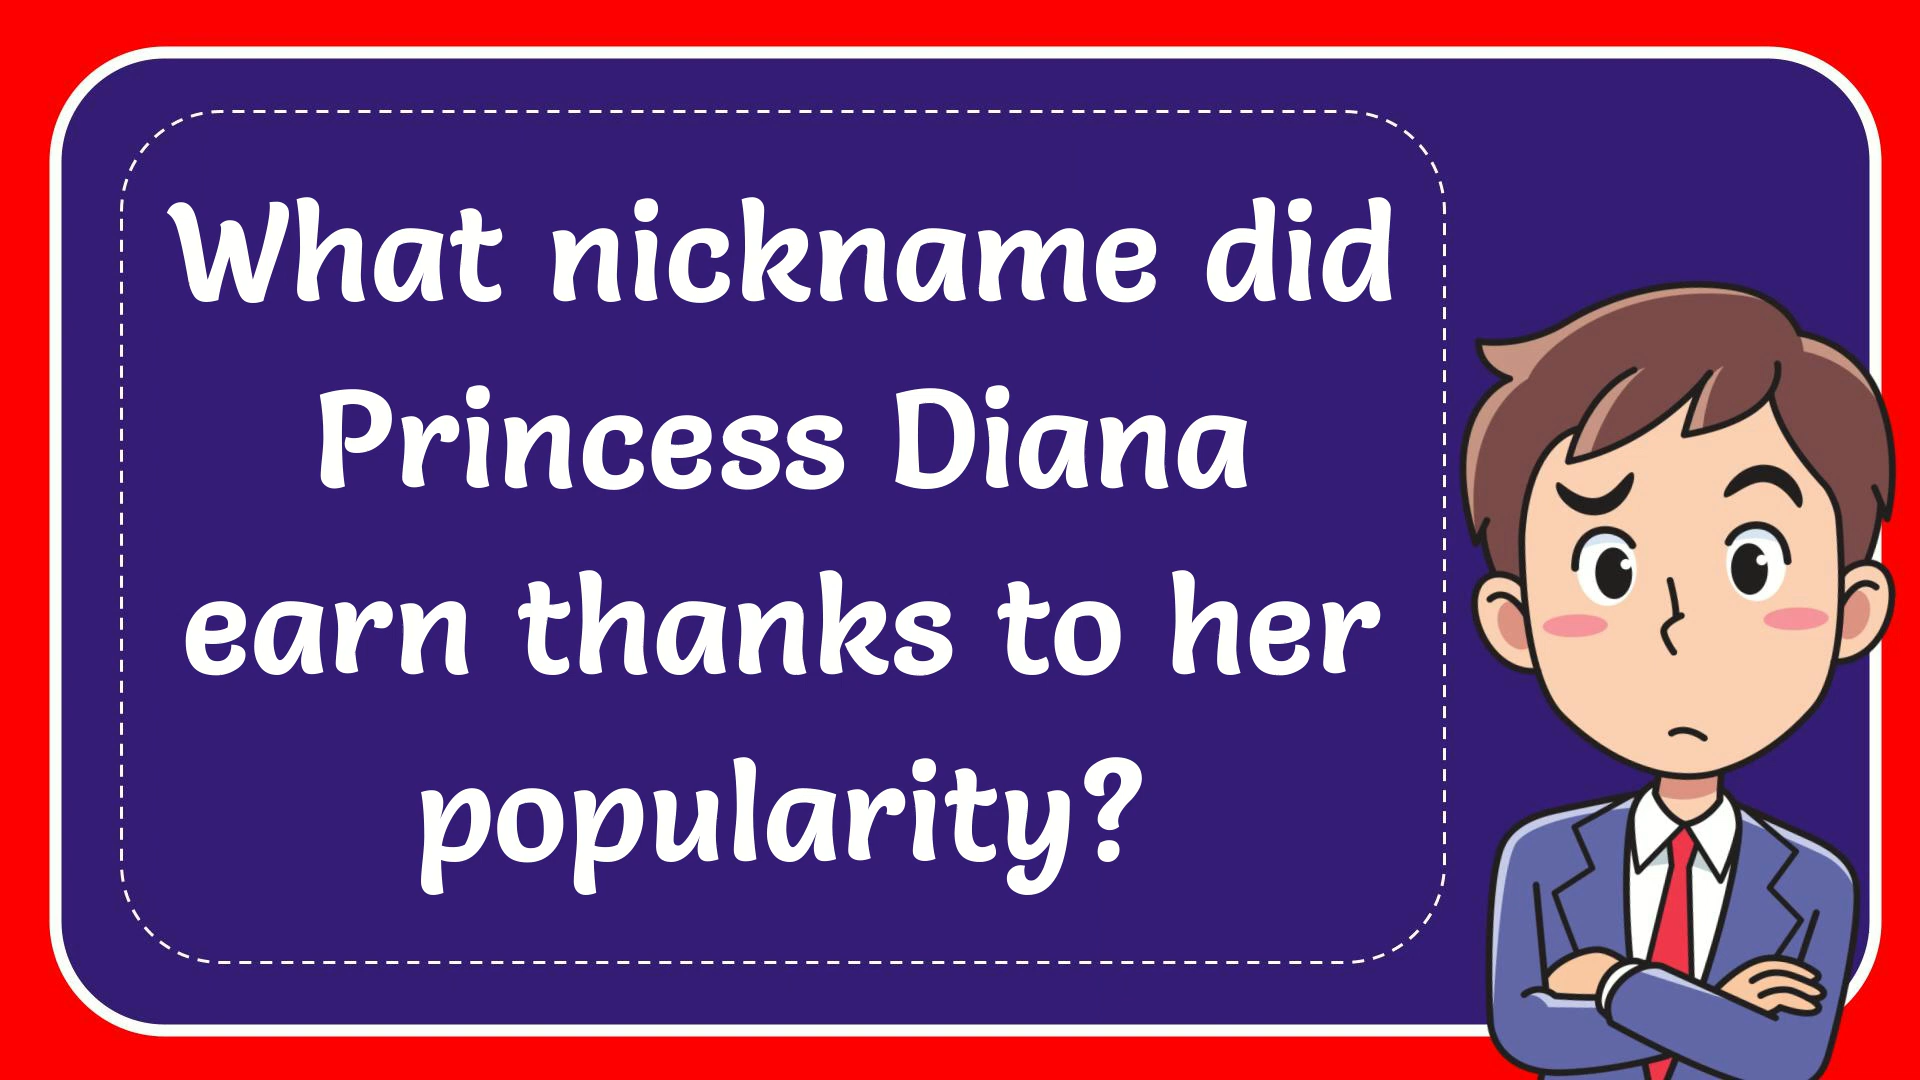 What nickname did
Princess Diana
earn thanks to her
popularity?